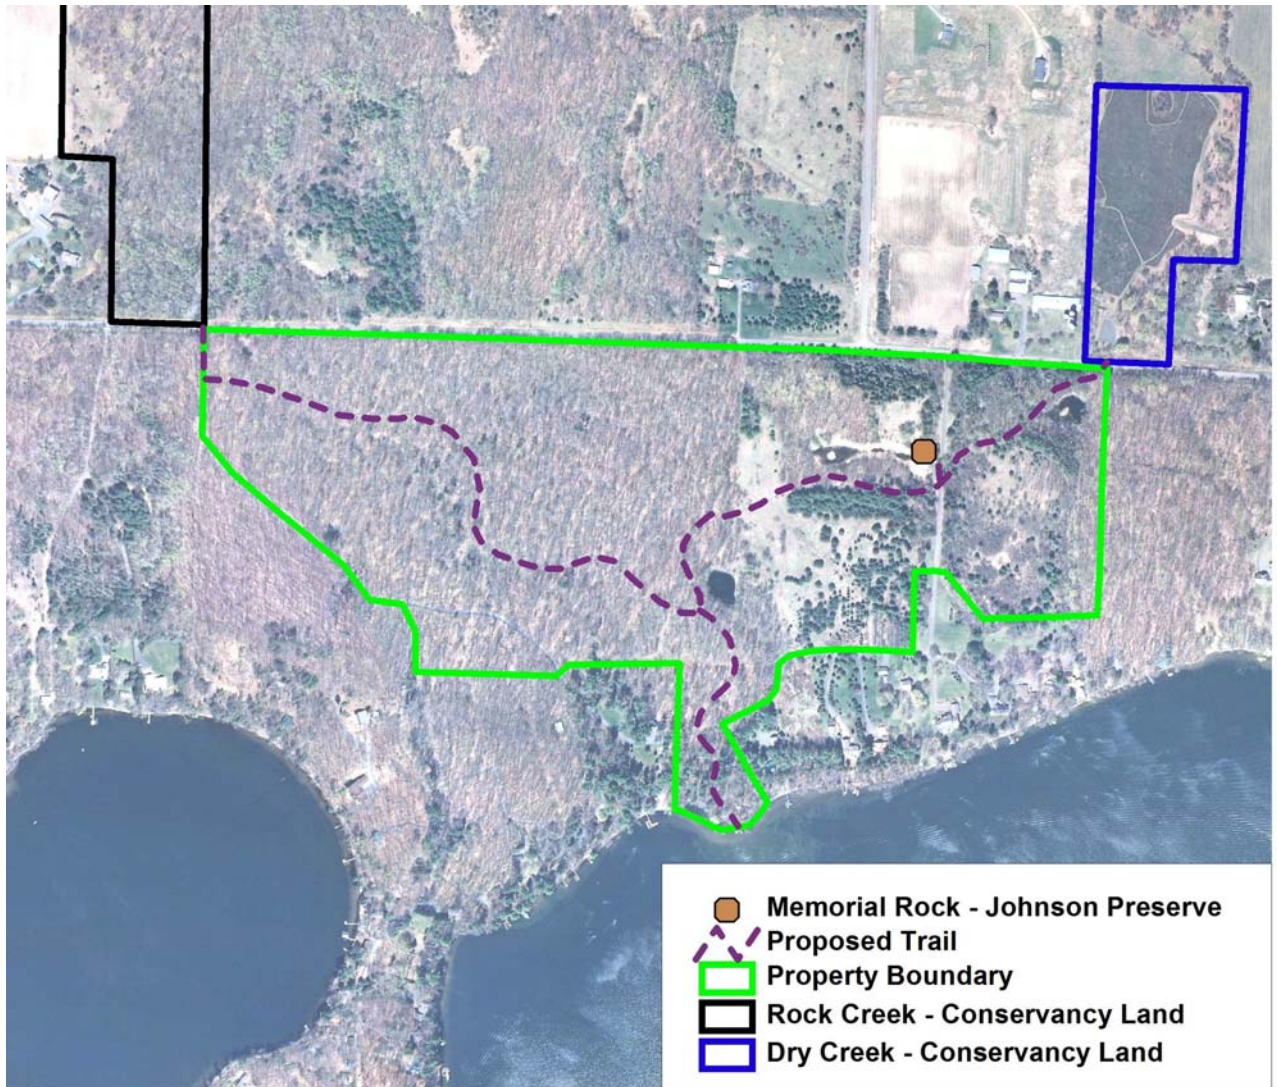 Memorial Rock - Johnson Preserve
Proposed Trail
Property Boundary
Rock Creek - Conservancy Land
Dry Creek - Conservancy Land